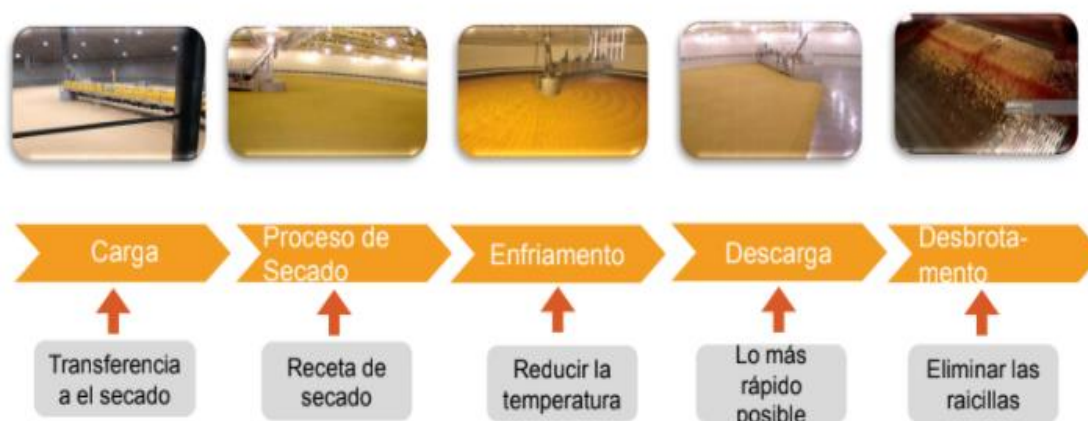 Carga
Proceso de
Secado
Enfriamento
Descarga
Desbrota-
mento
Transferencia
a el secado
Receta de
secado
Reducir la
temperatura
Lo más
rápido
posible
Eliminar las
raicillas